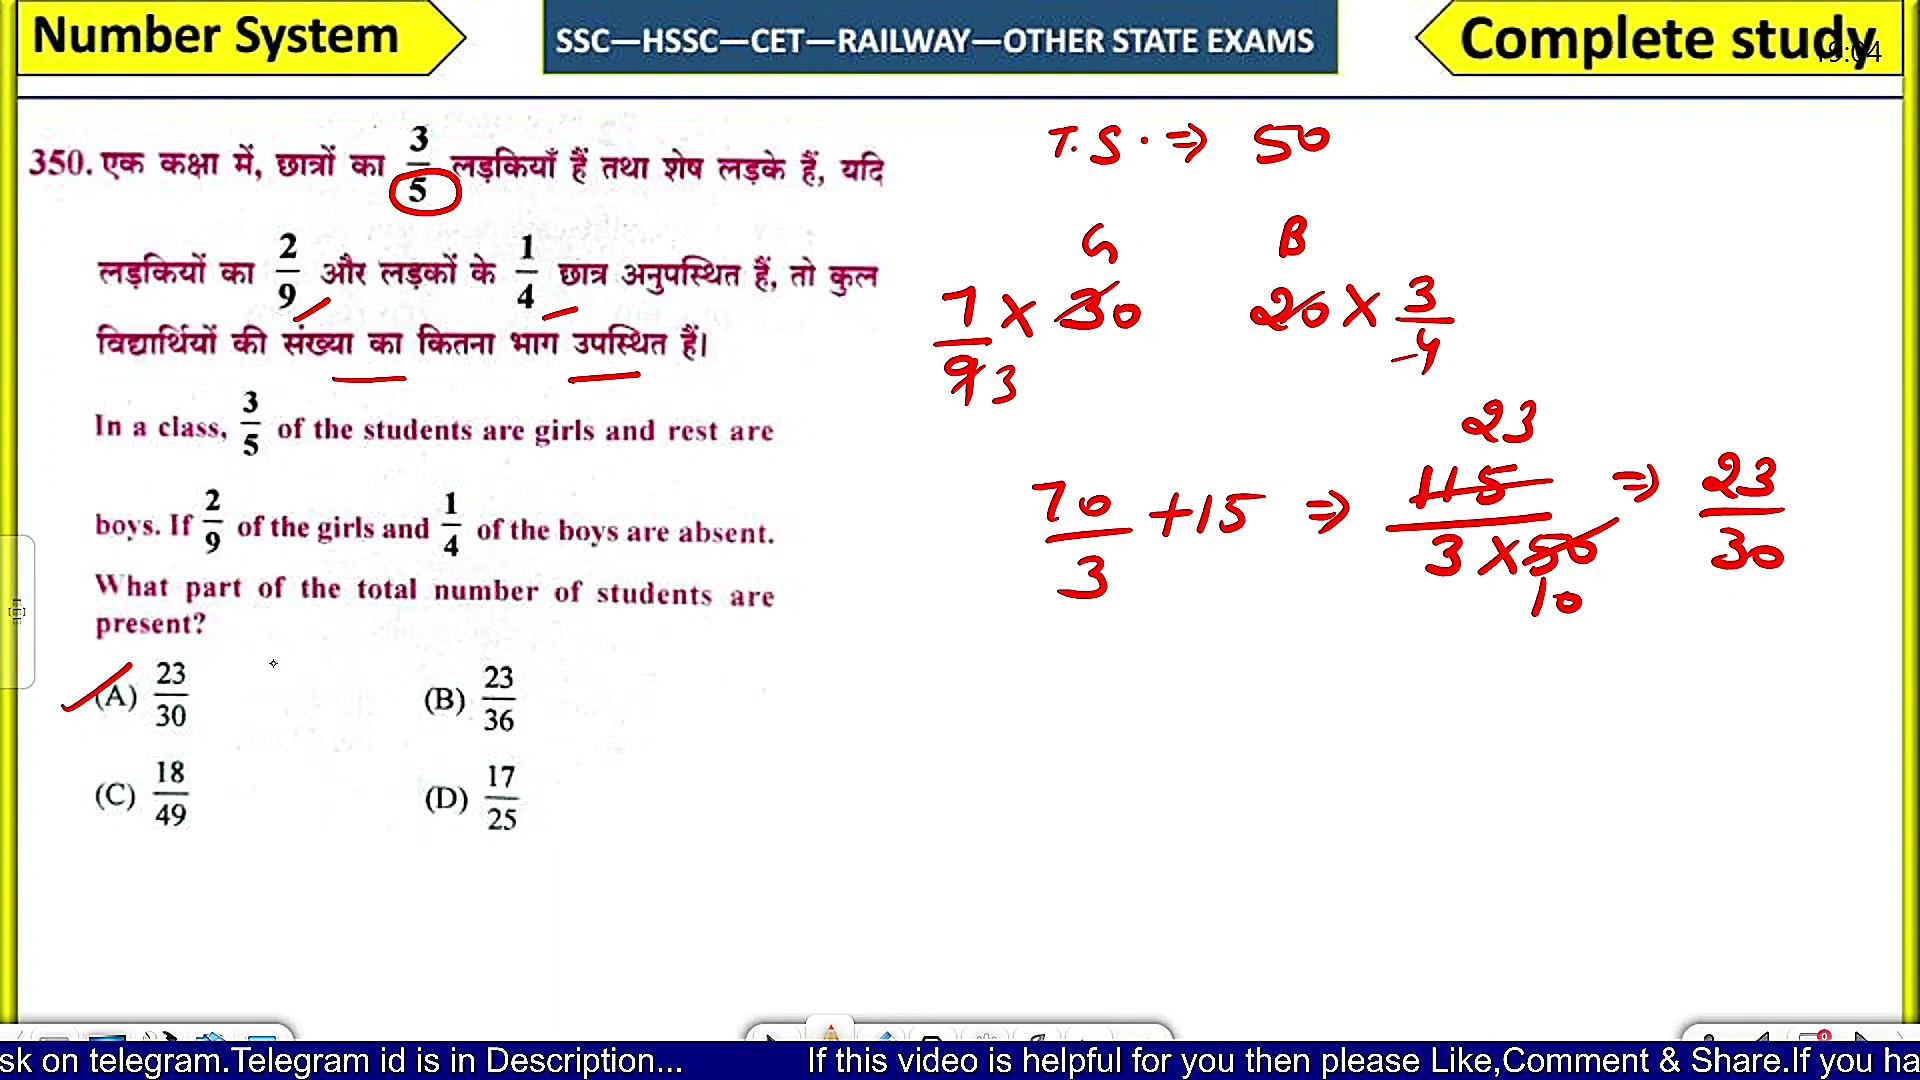 Number System
SSC—HSSC—CET—RAILWAY—OTHER STATE EXAMS
Complete study
19:04
350. एक कक्षा में, छात्रों का 3/5 लड़कियाँ हैं तथा शेष लड़के हैं, यदि
लड़कियों का 2/9 और लड़कों के 1/4 छात्र अनुपस्थित हैं, तो कुल
विद्यार्थियों की संख्या का कितना भाग उपस्थित हैं।
In a class, 3/5 of the students are girls and rest are
boys. If 2/9 of the girls and 1/4 of the boys are absent.
What part of the total number of students are
present?
(A) 23/30 (B) 23/36
(C) 18/49 (D) 17/25
T.S. ⇒ 50
G B
7/9 × 30 20 × 3/4
3
23
70/3 + 15 ⇒ 115/3×50 ⇒ 23/30
10
sk on telegram.Telegram id is in Description... If this video is helpful for you then please Like,Comment & Share.If you ha